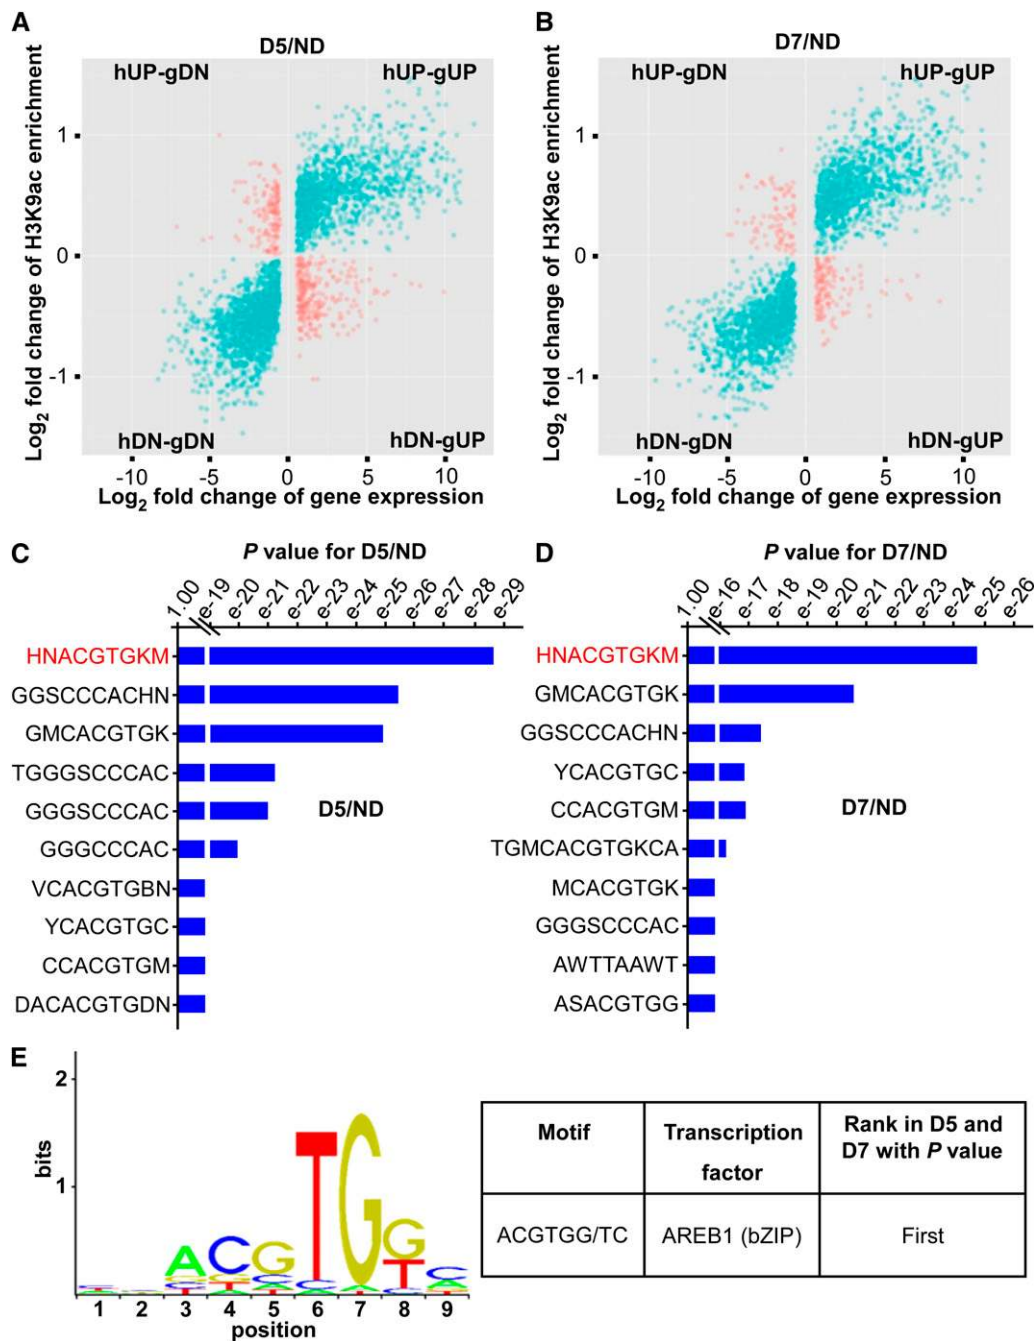 A
D5/ND
hUP-gDN
hUP-gUP
Log2 fold change of H3K9ac enrichment
1
0
-1
hDN-gDN
hDN-gUP
-10
-5
0
5
10
Log2 fold change of gene expression
B
D7/ND
hUP-gDN
hUP-gUP
Log2 fold change of H3K9ac enrichment
1
0
-1
hDN-gDN
hDN-gUP
-10
-5
0
5
10
Log2 fold change of gene expression
C
P value for D5/ND
1.00
e-19
e-20
e-21
e-22
e-23
e-24
e-25
e-26
e-27
e-28
e-29
HNACGTGKM
GGSCCCACHN
GMCACGTGK
TGGGSCCCAC
GGGSCCCAC
GGGCCCAC
VCACGTGBN
YCACGTGC
CCACGTGM
DACACGTGDN
D5/ND
D
P value for D7/ND
1.00
e-16
e-17
e-18
e-19
e-20
e-21
e-22
e-23
e-24
e-25
e-26
HNACGTGKM
GMCACGTGK
GGSCCCACHN
YCACGTGC
CCACGTGM
TGMCACGTGKCA
MCACGTGK
GGGSCCCAC
AWTTAAWT
ASACGTGG
D7/ND
E
bits
2
1
A C G T G G C
T
1 2 3 4 5 6 7 8 9
position
Motif
Transcription
factor
Rank in D5 and
D7 with P value
ACGTGG/TC
AREB1 (bZIP)
First